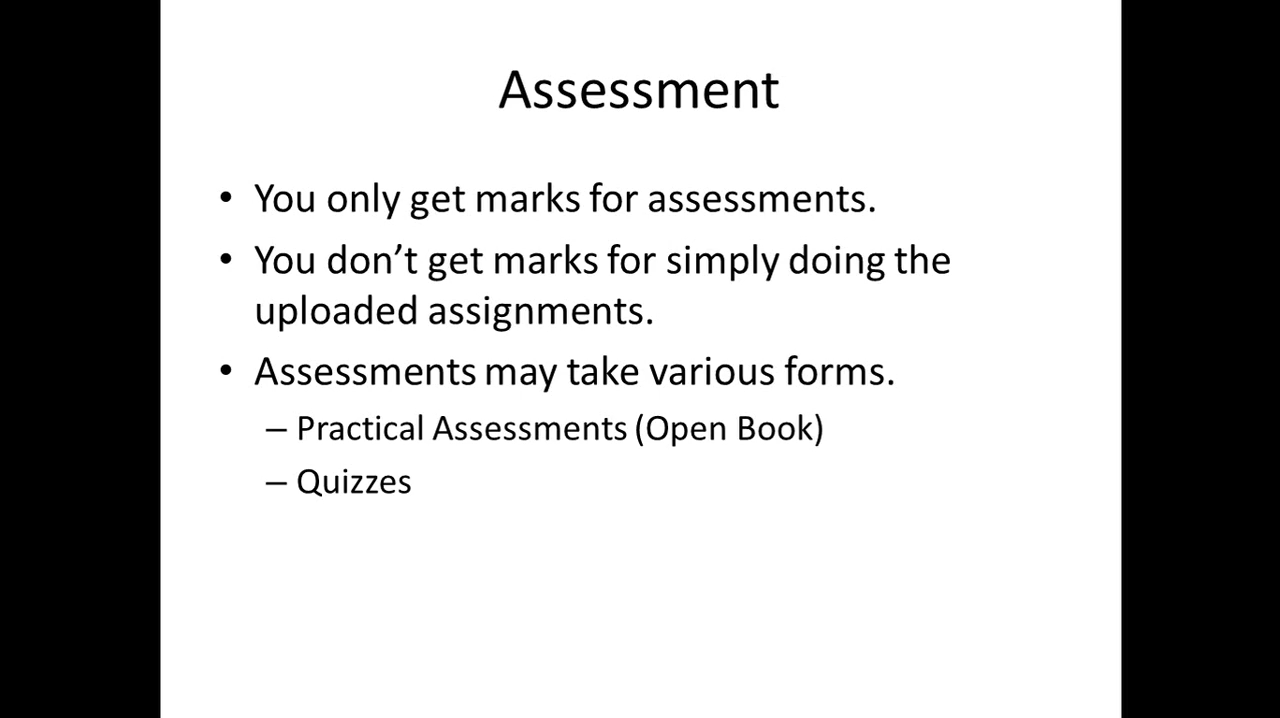 Assessment
• You only get marks for assessments.
• You don’t get marks for simply doing the
uploaded assignments.
• Assessments may take various forms.
– Practical Assessments (Open Book)
– Quizzes